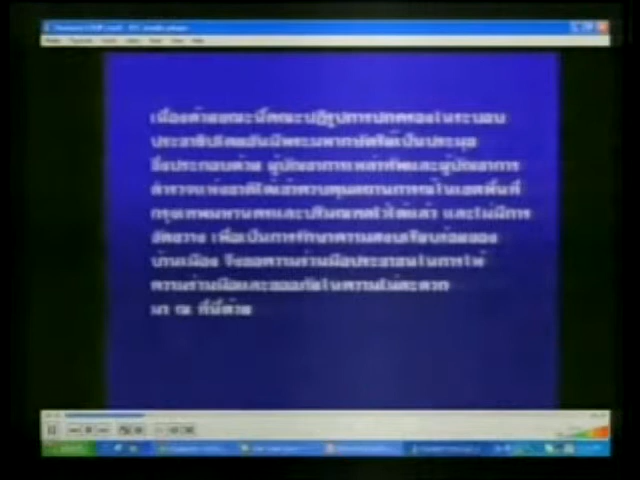 เนื่องด้วยขณะนี้คณะปฏิรูปการปกครองในระบอบ
ประชาธิปไตยอันมีพระมหากษัตริย์เป็นประมุข
ซึ่งประกอบด้วย ผู้บัญชาการเหล่าทัพและผู้บัญชาการ
ตำรวจแห่งชาติได้เข้าควบคุมสถานการณ์ในเขตพื้นที่
กรุงเทพมหานครและปริมณฑลไว้ได้แล้ว และไม่มีการ
ขัดขวาง เพื่อเป็นการรักษาความสงบเรียบร้อยของ
บ้านเมือง จึงขอความร่วมมือประชาชนในการให้
ความร่วมมือและขออภัยในความไม่สะดวก
มา ณ ที่นี้ด้วย